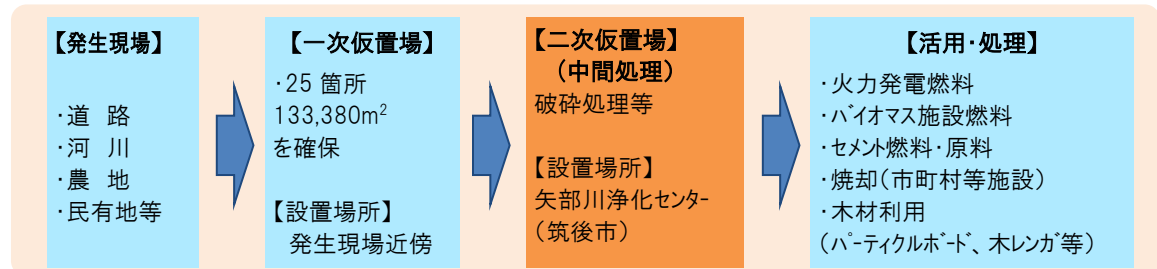 【発生現場】
・道　路
・河　川
・農　地
・民有地等
【一次仮置場】
・25 箇所
133,380m²
を確保
【設置場所】
発生現場近傍
【二次仮置場】
（中間処理）
破砕処理等
【設置場所】
矢部川浄化センター
（筑後市）
【活用・処理】
・火力発電燃料
・バイオマス施設燃料
・セメント燃料・原料
・焼却（市町村等施設）
・木材利用
（パーティクルボード、木レンガ等）